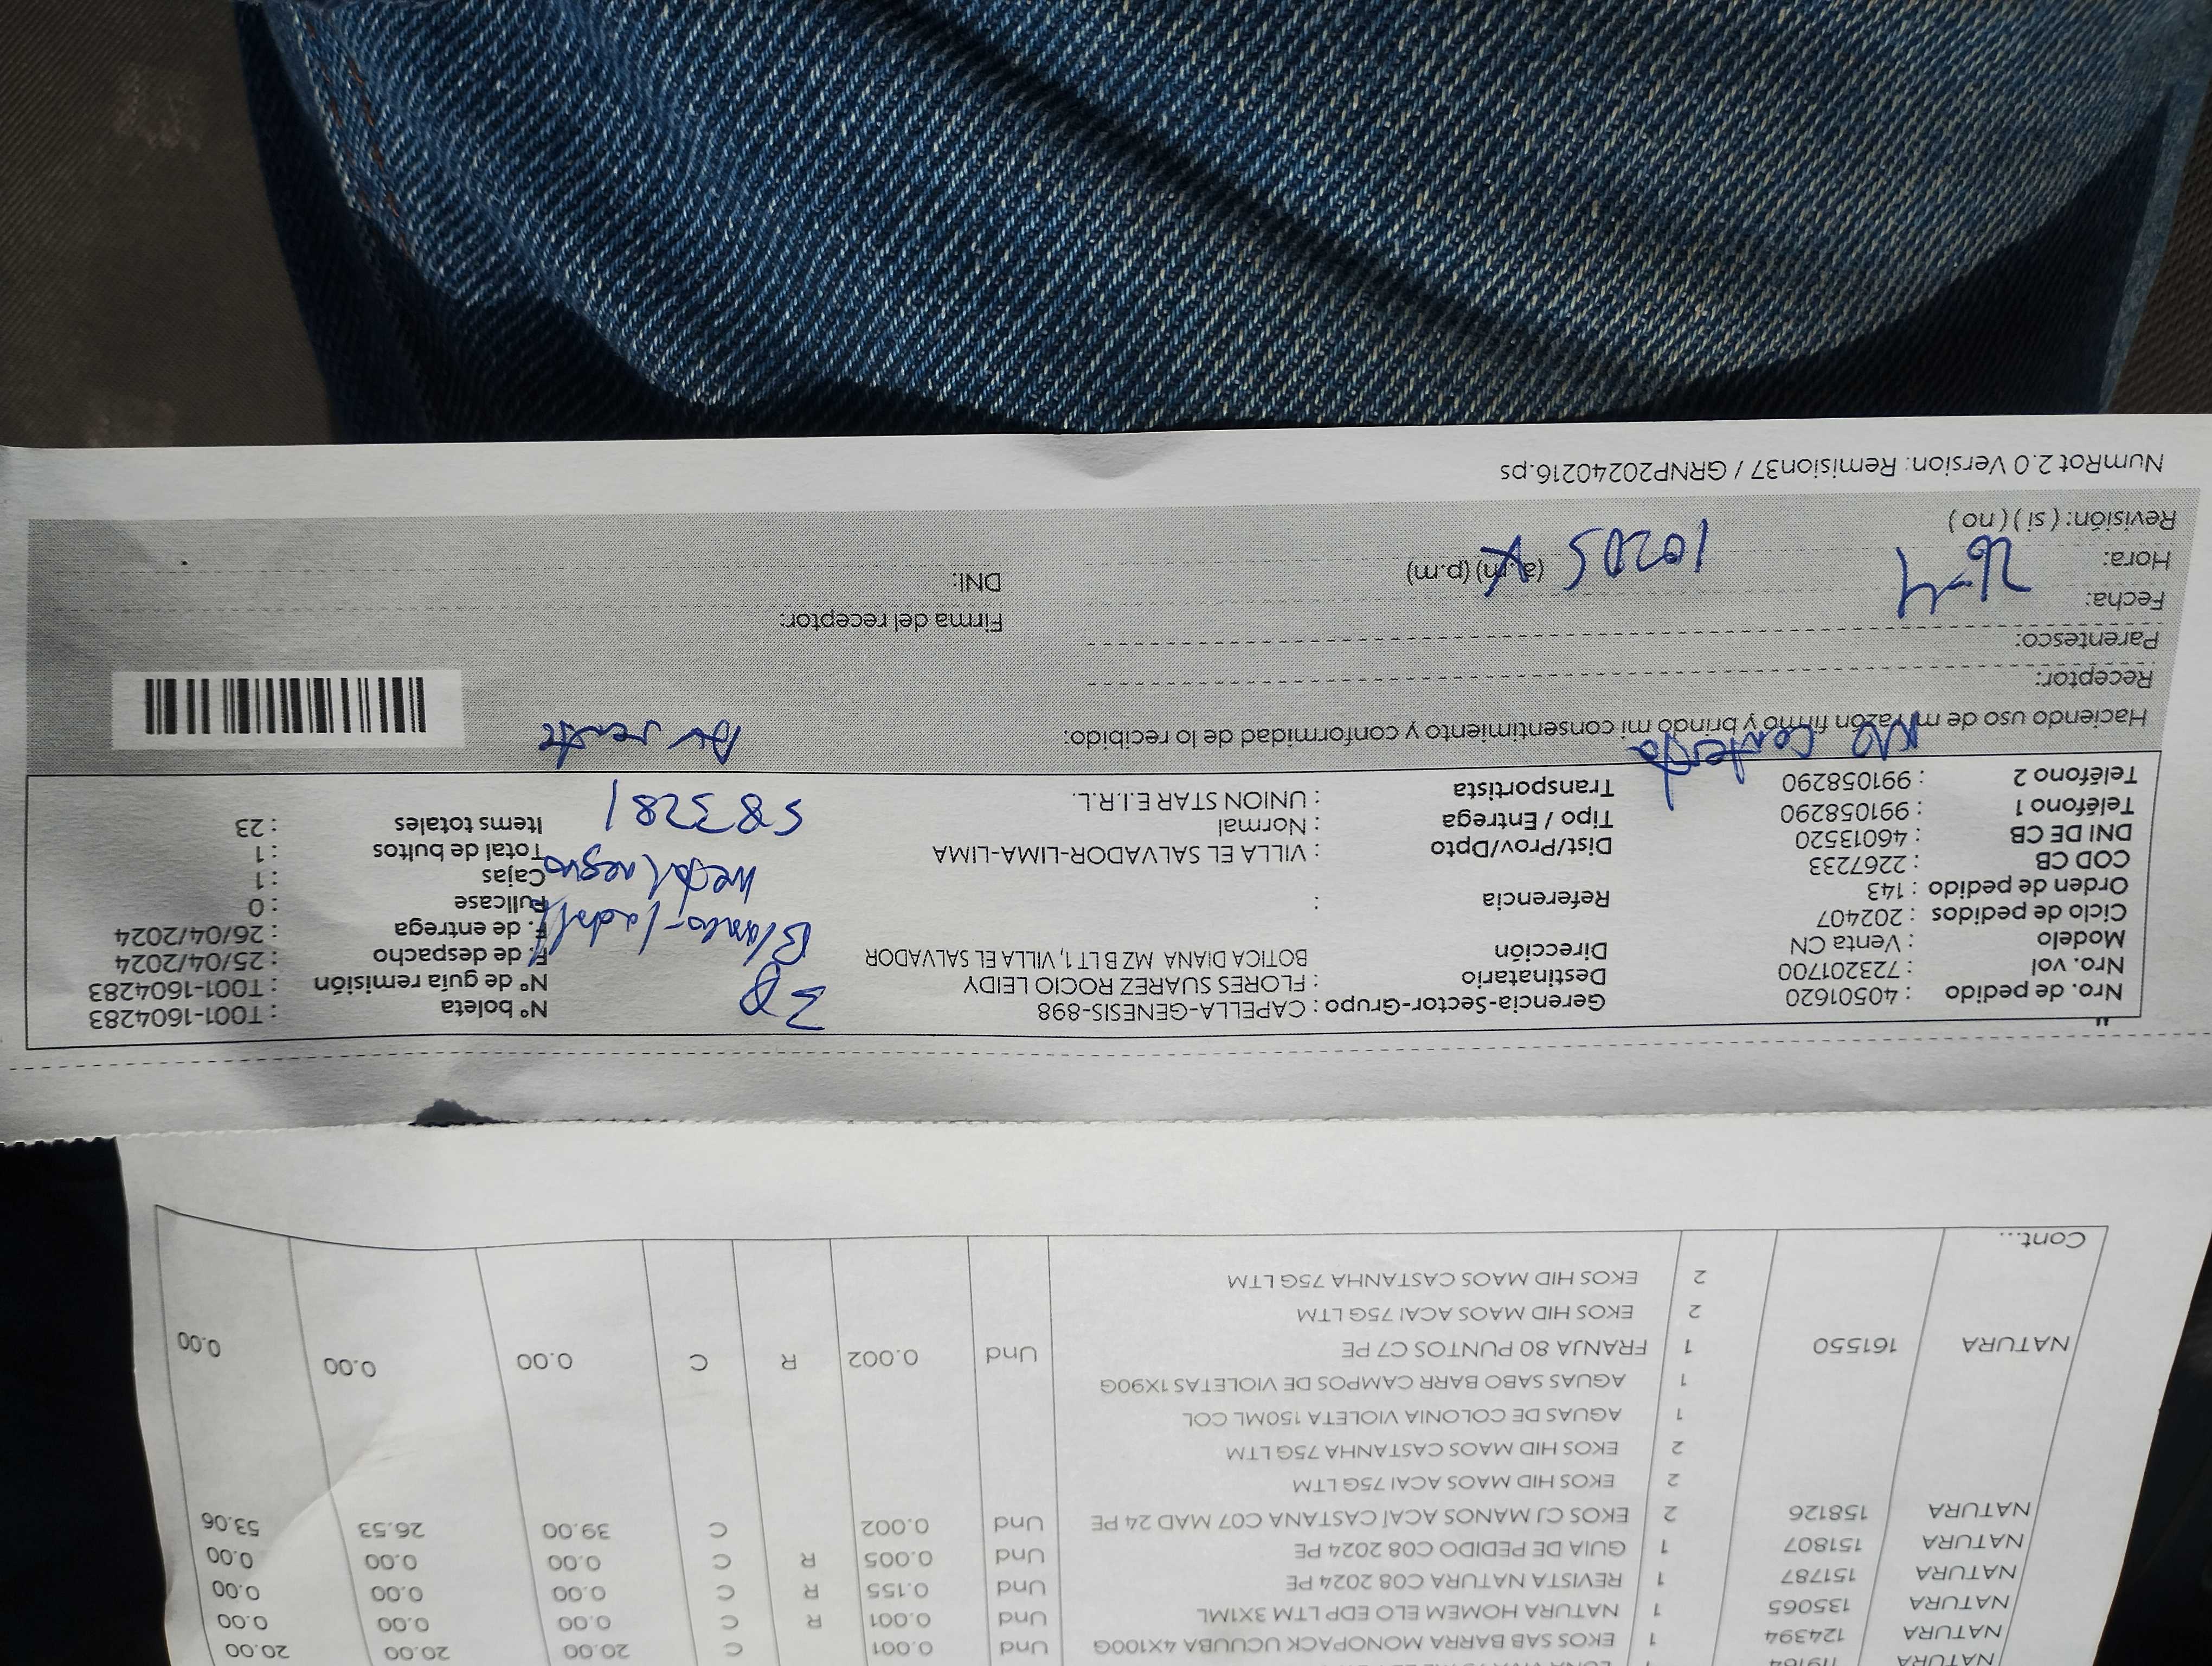 NATURA 124394 1 EKOS SAB BARRA MONOPACK UCUUBA 4X100G Und 0.001 C 20.00 20.00 20.00
NATURA 135065 1 NATURA HOMEM ELO EDP LTM 3X1ML Und 0.001 R C 0.00 0.00 0.00
NATURA 151787 1 REVISTA NATURA C08 2024 PE Und 0.155 R C 0.00 0.00 0.00
NATURA 151807 1 GUIA DE PEDIDO C08 2024 PE Und 0.005 R C 0.00 0.00 0.00
NATURA 158126 2 EKOS CJ MANOS ACAÍ CASTANA C07 MAD 24 PE Und 0.002 C 39.00 26.53 53.06
2 EKOS HID MAOS ACAI 75G LTM
2 EKOS HID MAOS CASTANHA 75G LTM
1 AGUAS DE COLONIA VIOLETA 150ML COL
1 AGUAS SABO BARR CAMPOS DE VIOLETAS 1X90G
NATURA 161550 1 FRANJA 80 PUNTOS C7 PE Und 0.002 R C 0.00 0.00 0.00
2 EKOS HID MAOS ACAI 75G LTM
2 EKOS HID MAOS CASTANHA 75G LTM
Cont...
"
Nro. de pedido : 40501620 Gerencia-Sector-Grupo : CAPELLA-GENESIS-898 N° boleta : T001-1604283
Nro. vol : 723201700 Destinatario : FLORES SUAREZ ROCIO LEIDY N° de guía remisión : T001-1604283
Modelo : Venta CN Dirección BOTICA DIANA MZ B LT 1, VILLA EL SALVADOR F. de despacho : 25/04/2024
Ciclo de pedidos : 202407 F. de entrega : 26/04/2024
Orden de pedido : 143 Referencia : Fullcase : 0
COD CB : 2267233 Cajas : 1
DNI DE CB : 46013520 Dist/Prov/Dpto : VILLA EL SALVADOR-LIMA-LIMA Total de bultos : 1
Teléfono 1 : 991058290 Tipo / Entrega : Normal Items totales : 23
Teléfono 2 : 991058290 Transportista : UNION STAR E.I.R.L.
3p
Blanco-
negro
583281
No Contesta
Haciendo uso de mi razón firmo y brindo mi consentimiento y conformidad de lo recibido:
Receptor:
Parentesco:
Fecha: 26-4 Firma del receptor:
Hora: (a.m) (p.m) DNI:
Revisión: ( si ) ( no )
NumRot 2.0 Version: Remision37 / GRNP20240216.ps